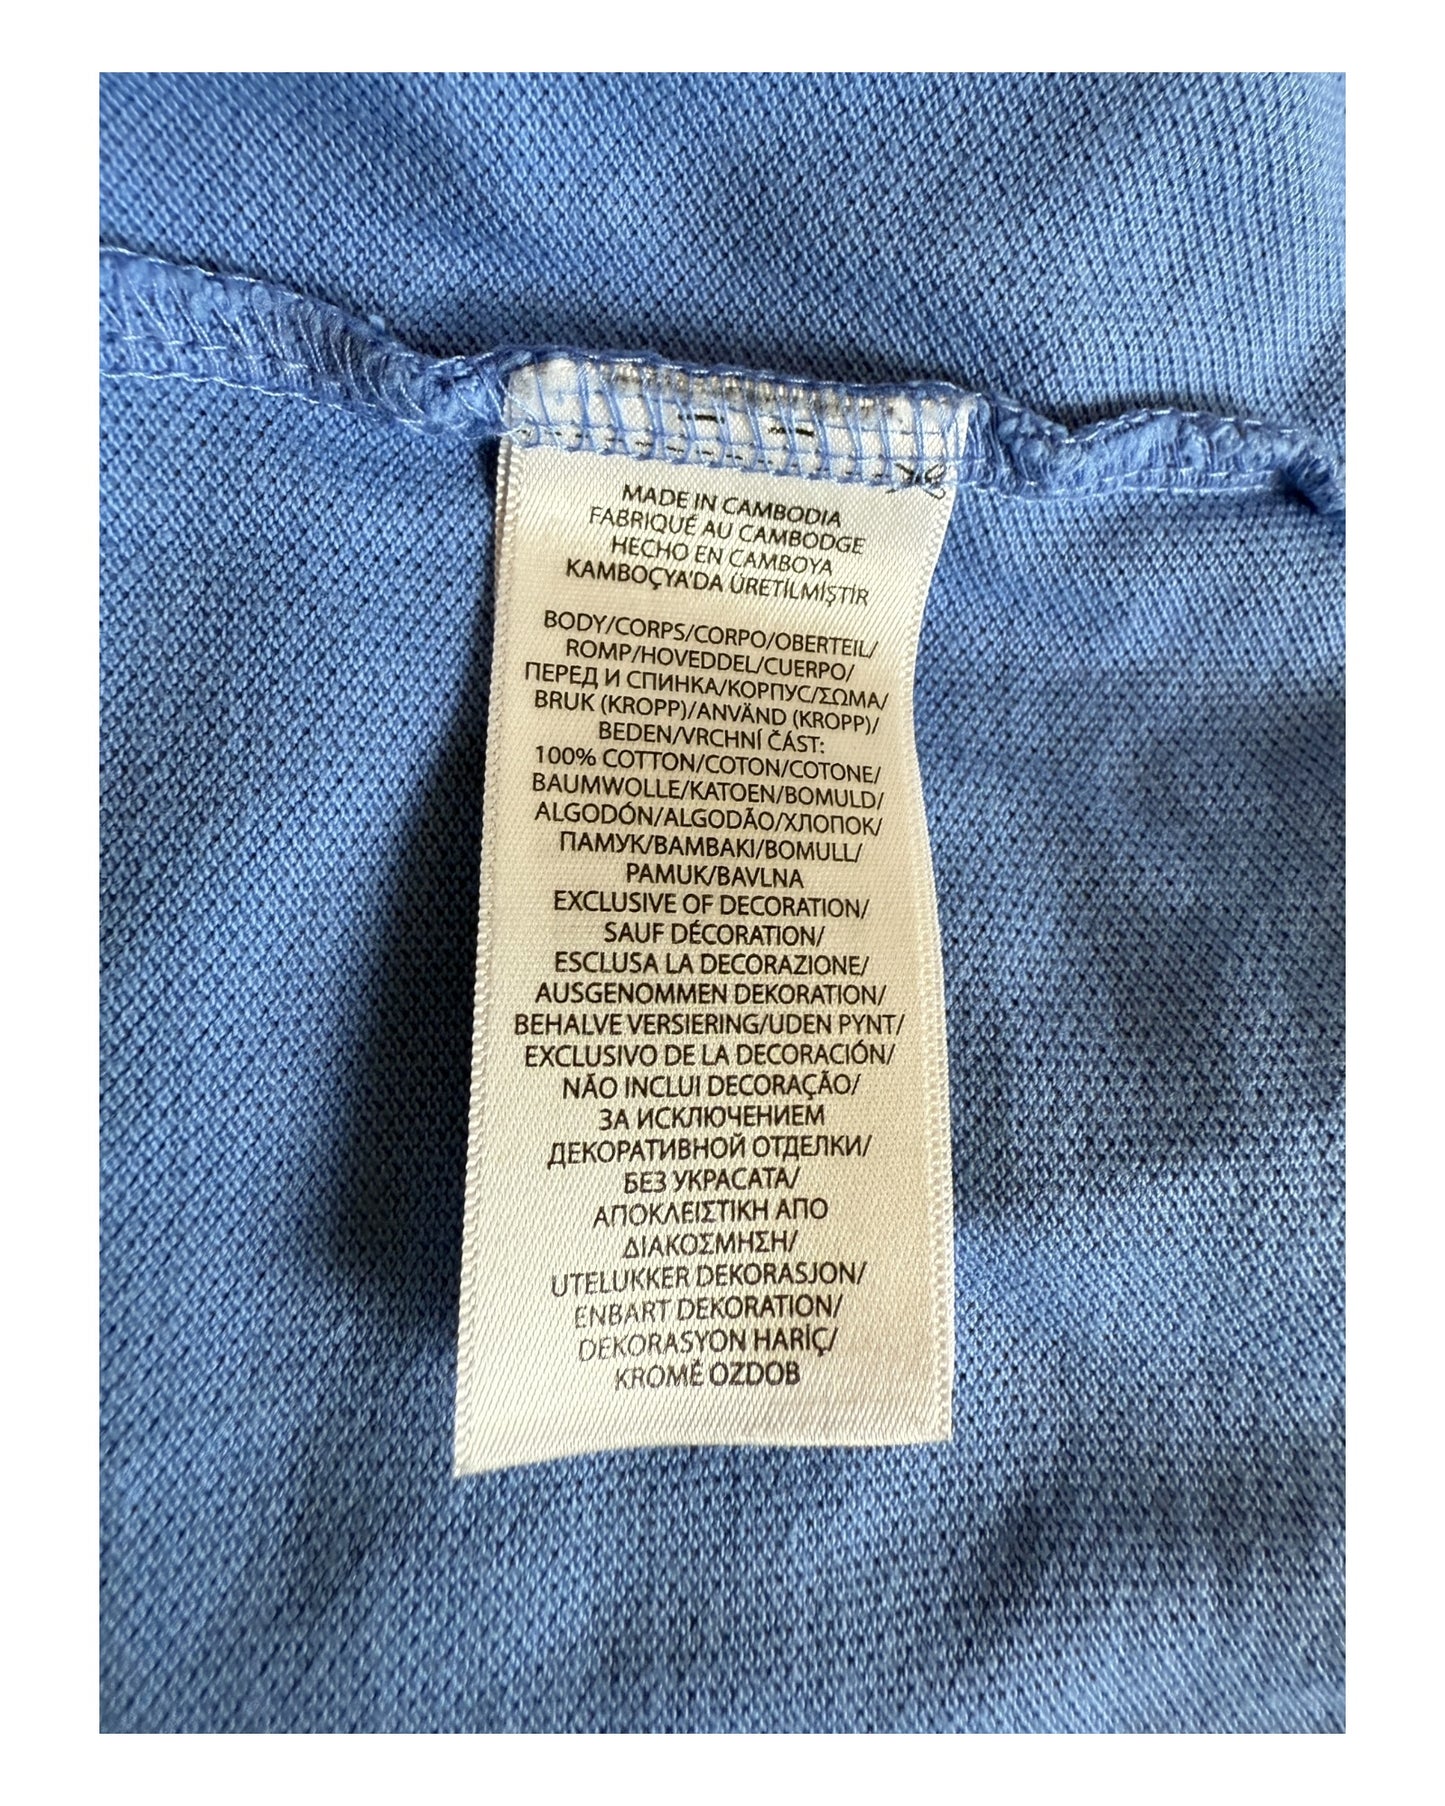 MADE IN CAMBODIA
FABRIQUÉ AU CAMBODGE
HECHO EN CAMBOYA
KAMBOÇYA'DA ÜRETİLMİŞTİR
BODY/CORPS/CORPO/OBERTEIL/
ROMP/HOVEDDEL/CUERPO/
ПЕРЕД И СПИНКА/КОРПУС/ΣΩΜΑ/
BRUK (KROPP)/ANVÄND (KROPP)/
BEDEN/VRCHNÍ ČÁST:
100% COTTON/COTON/COTONE/
BAUMWOLLE/KATOEN/BOMULD/
ALGODÓN/ALGODÃO/ХЛОПОК/
ПАМУК/BAMBAKI/BOMULL/
PAMUK/BAVLNA
EXCLUSIVE OF DECORATION/
SAUF DÉCORATION/
ESCLUSA LA DECORAZIONE/
AUSGENOMMEN DEKORATION/
BEHALVE VERSIERING/UDEN PYNT/
EXCLUSIVO DE LA DECORACIÓN/
NÃO INCLUI DECORAÇÃO/
ЗА ИСКЛЮЧЕНИЕМ
ДЕКОРАТИВНОЙ ОТДЕЛКИ/
БЕЗ УКРАСАТА/
ΑΠΟΚΛΕΙΣΤΙΚΗ ΑΠΟ
ΔΙΑΚΟΣΜΗΣΗ/
UTELUKKER DEKORASJON/
ENBART DEKORATION/
DEKORASYON HARİÇ/
KROMĚ OZDOB